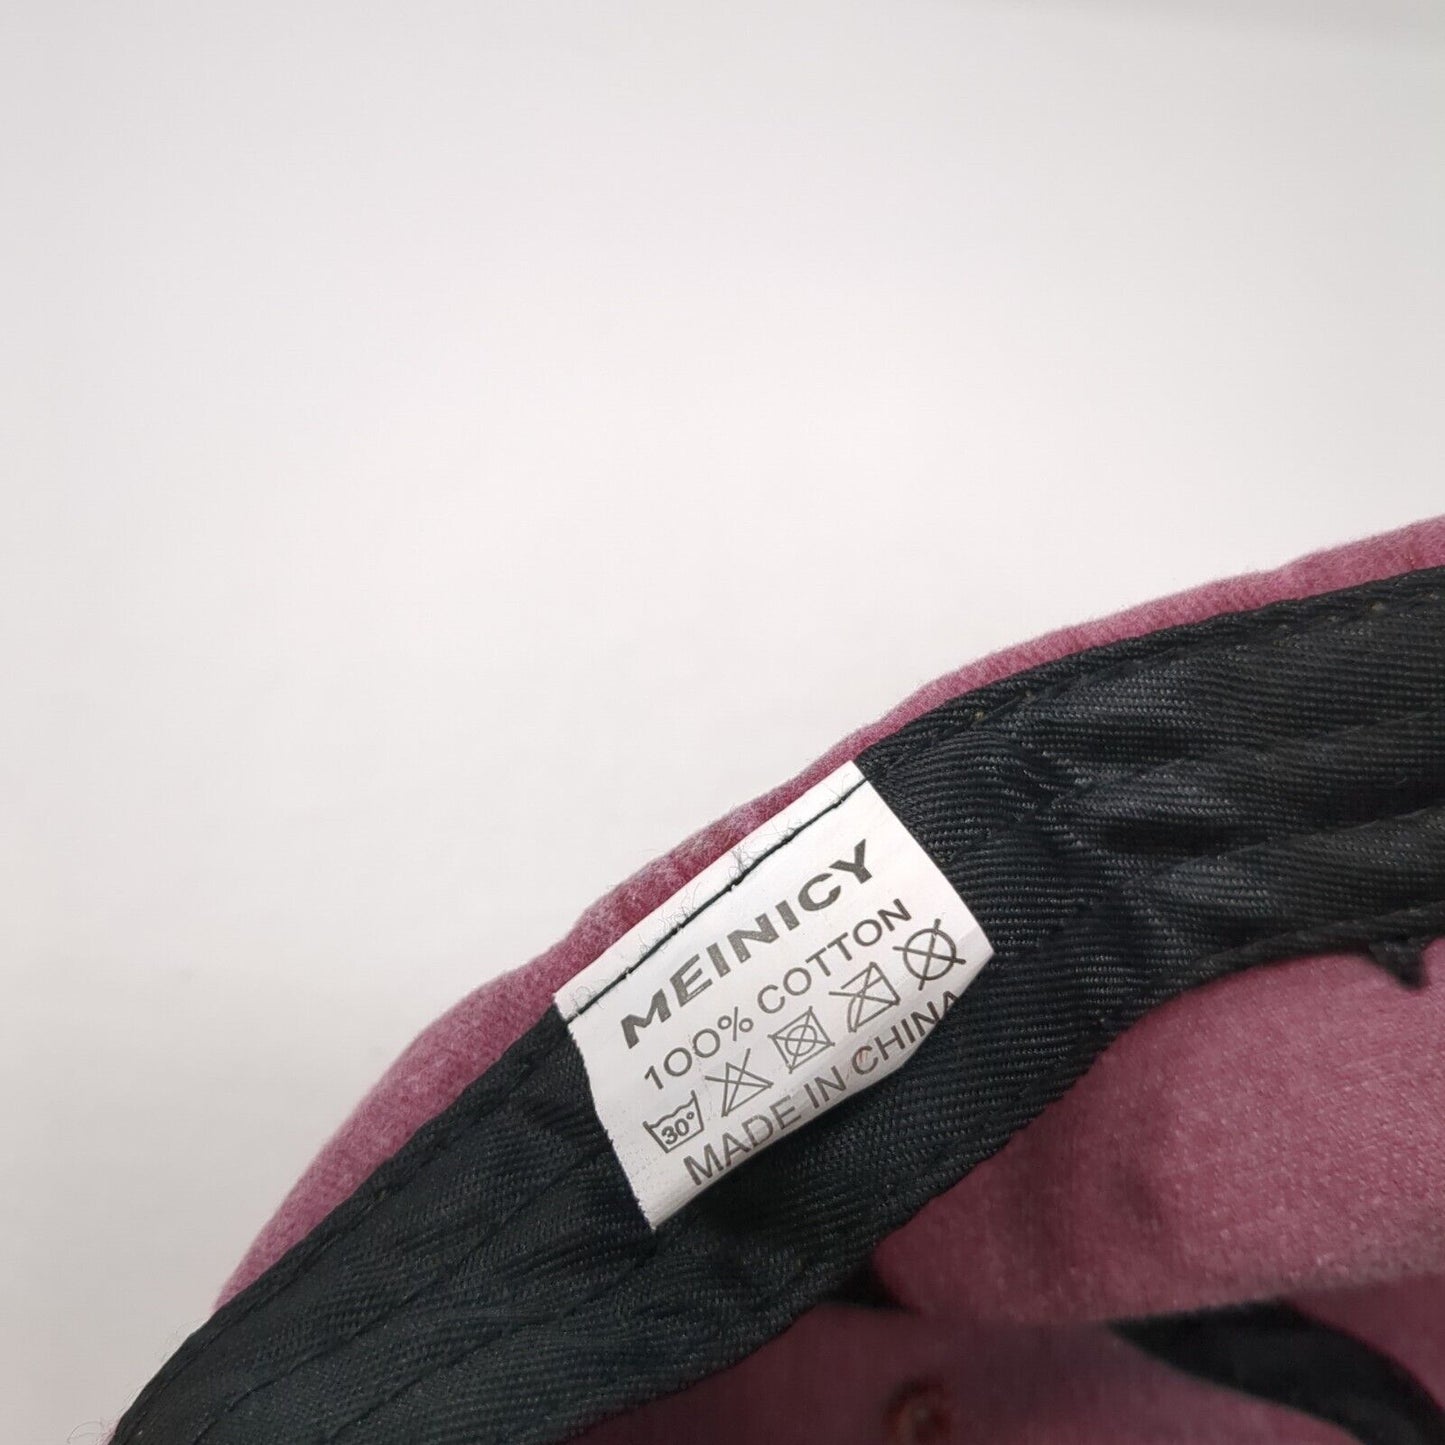 MEINICY
100% COTTON
30°
MADE IN CHINA